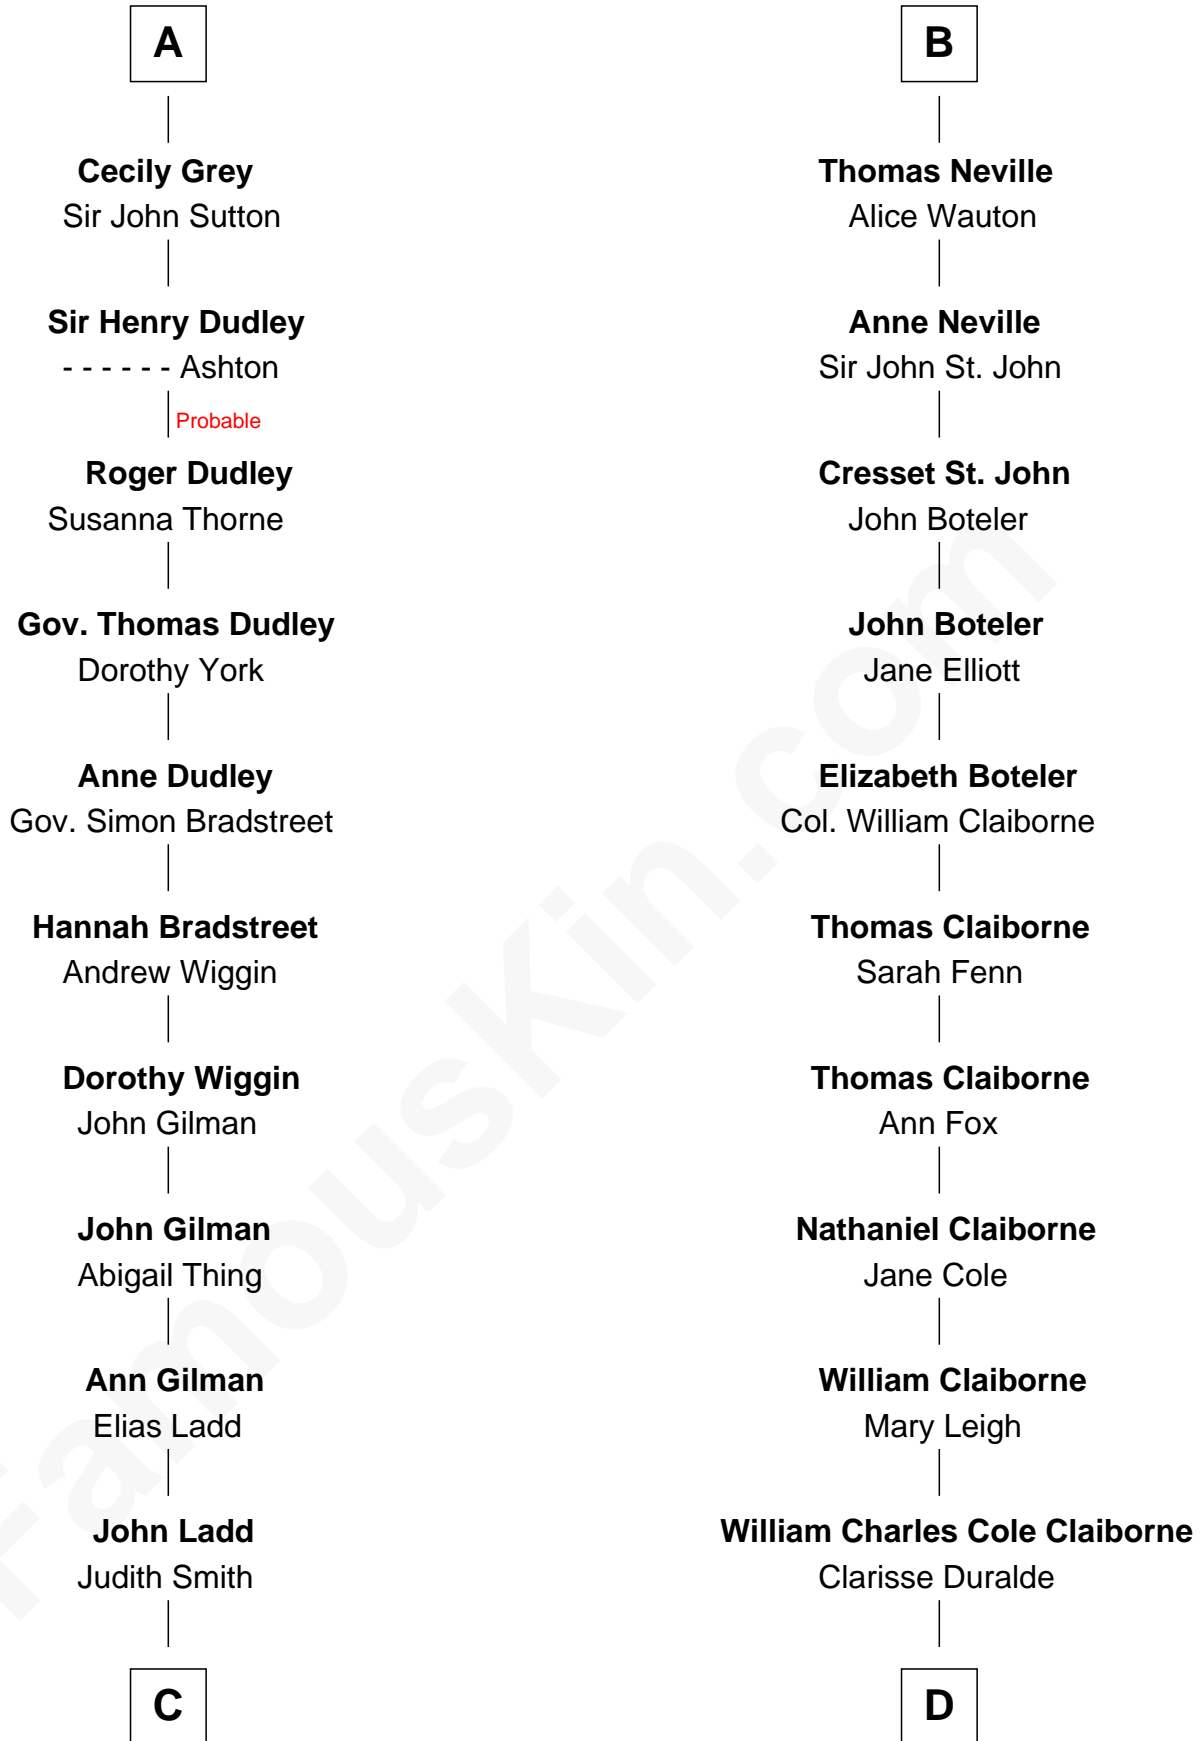 A
Cecily Grey
Sir John Sutton
Sir Henry Dudley
- - - - - - Ashton
Probable
Roger Dudley
Susanna Thorne
Gov. Thomas Dudley
Dorothy York
Anne Dudley
Gov. Simon Bradstreet
Hannah Bradstreet
Andrew Wiggin
Dorothy Wiggin
John Gilman
John Gilman
Abigail Thing
Ann Gilman
Elias Ladd
John Ladd
Judith Smith
C
B
Thomas Neville
Alice Wauton
Anne Neville
Sir John St. John
Cresset St. John
John Boteler
John Boteler
Jane Elliott
Elizabeth Boteler
Col. William Claiborne
Thomas Claiborne
Sarah Fenn
Thomas Claiborne
Ann Fox
Nathaniel Claiborne
Jane Cole
William Claiborne
Mary Leigh
William Charles Cole Claiborne
Clarisse Duralde
D
FamousKin.com